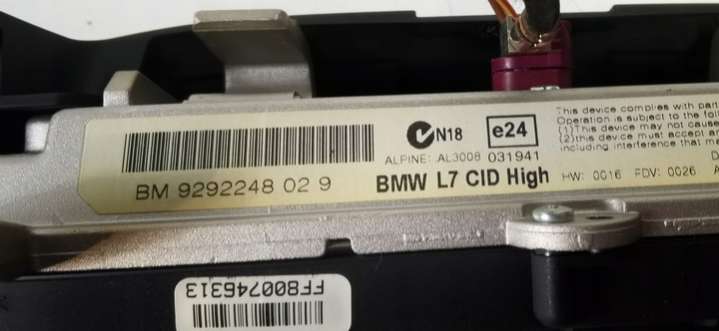 This device complies with part
Operation is subject to the follo
(1)This device may not cause
(2)this device must accept an
including interference that ma
N18 e24
ALPINE: AL3008 031941
BM 9292248 02 9
BMW L7 CID High HW: 0016 FDV: 0026
FF800746313